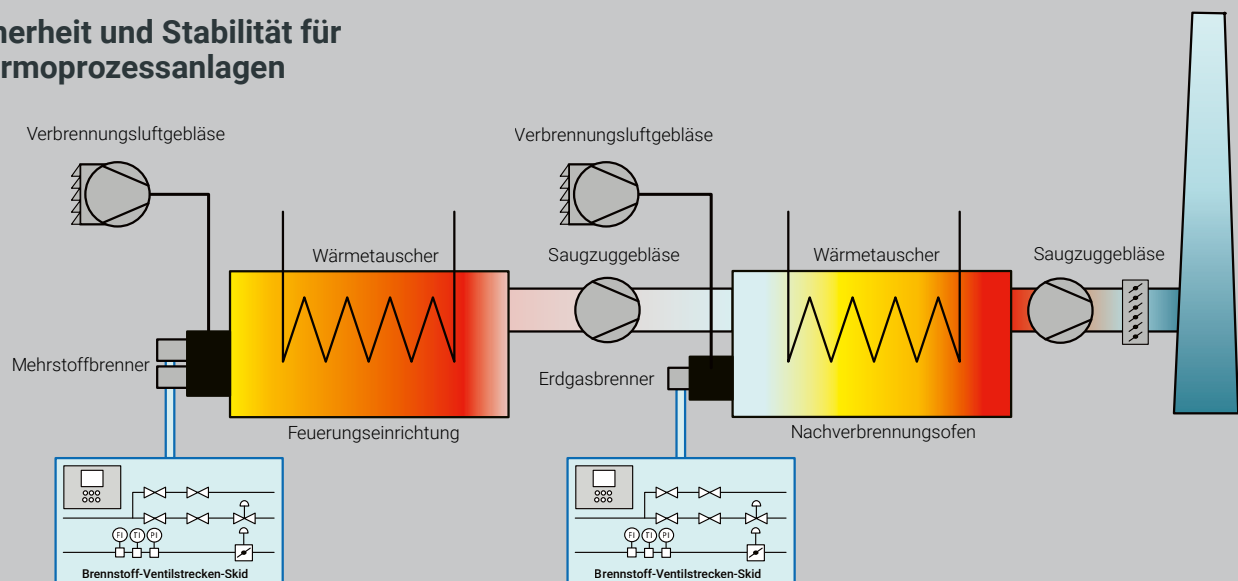 herheit und Stabilität für
rmoprozessanlagen
Verbrennungsluftgebläse
Verbrennungsluftgebläse
Wärmetauscher
Saugzuggebläse
Wärmetauscher
Saugzuggebläse
Mehrstoffbrenner
Erdgasbrenner
Feuerungseinrichtung
Nachverbrennungsofen
FI TI PI
FI TI PI
Brennstoff-Ventilstrecken-Skid
Brennstoff-Ventilstrecken-Skid